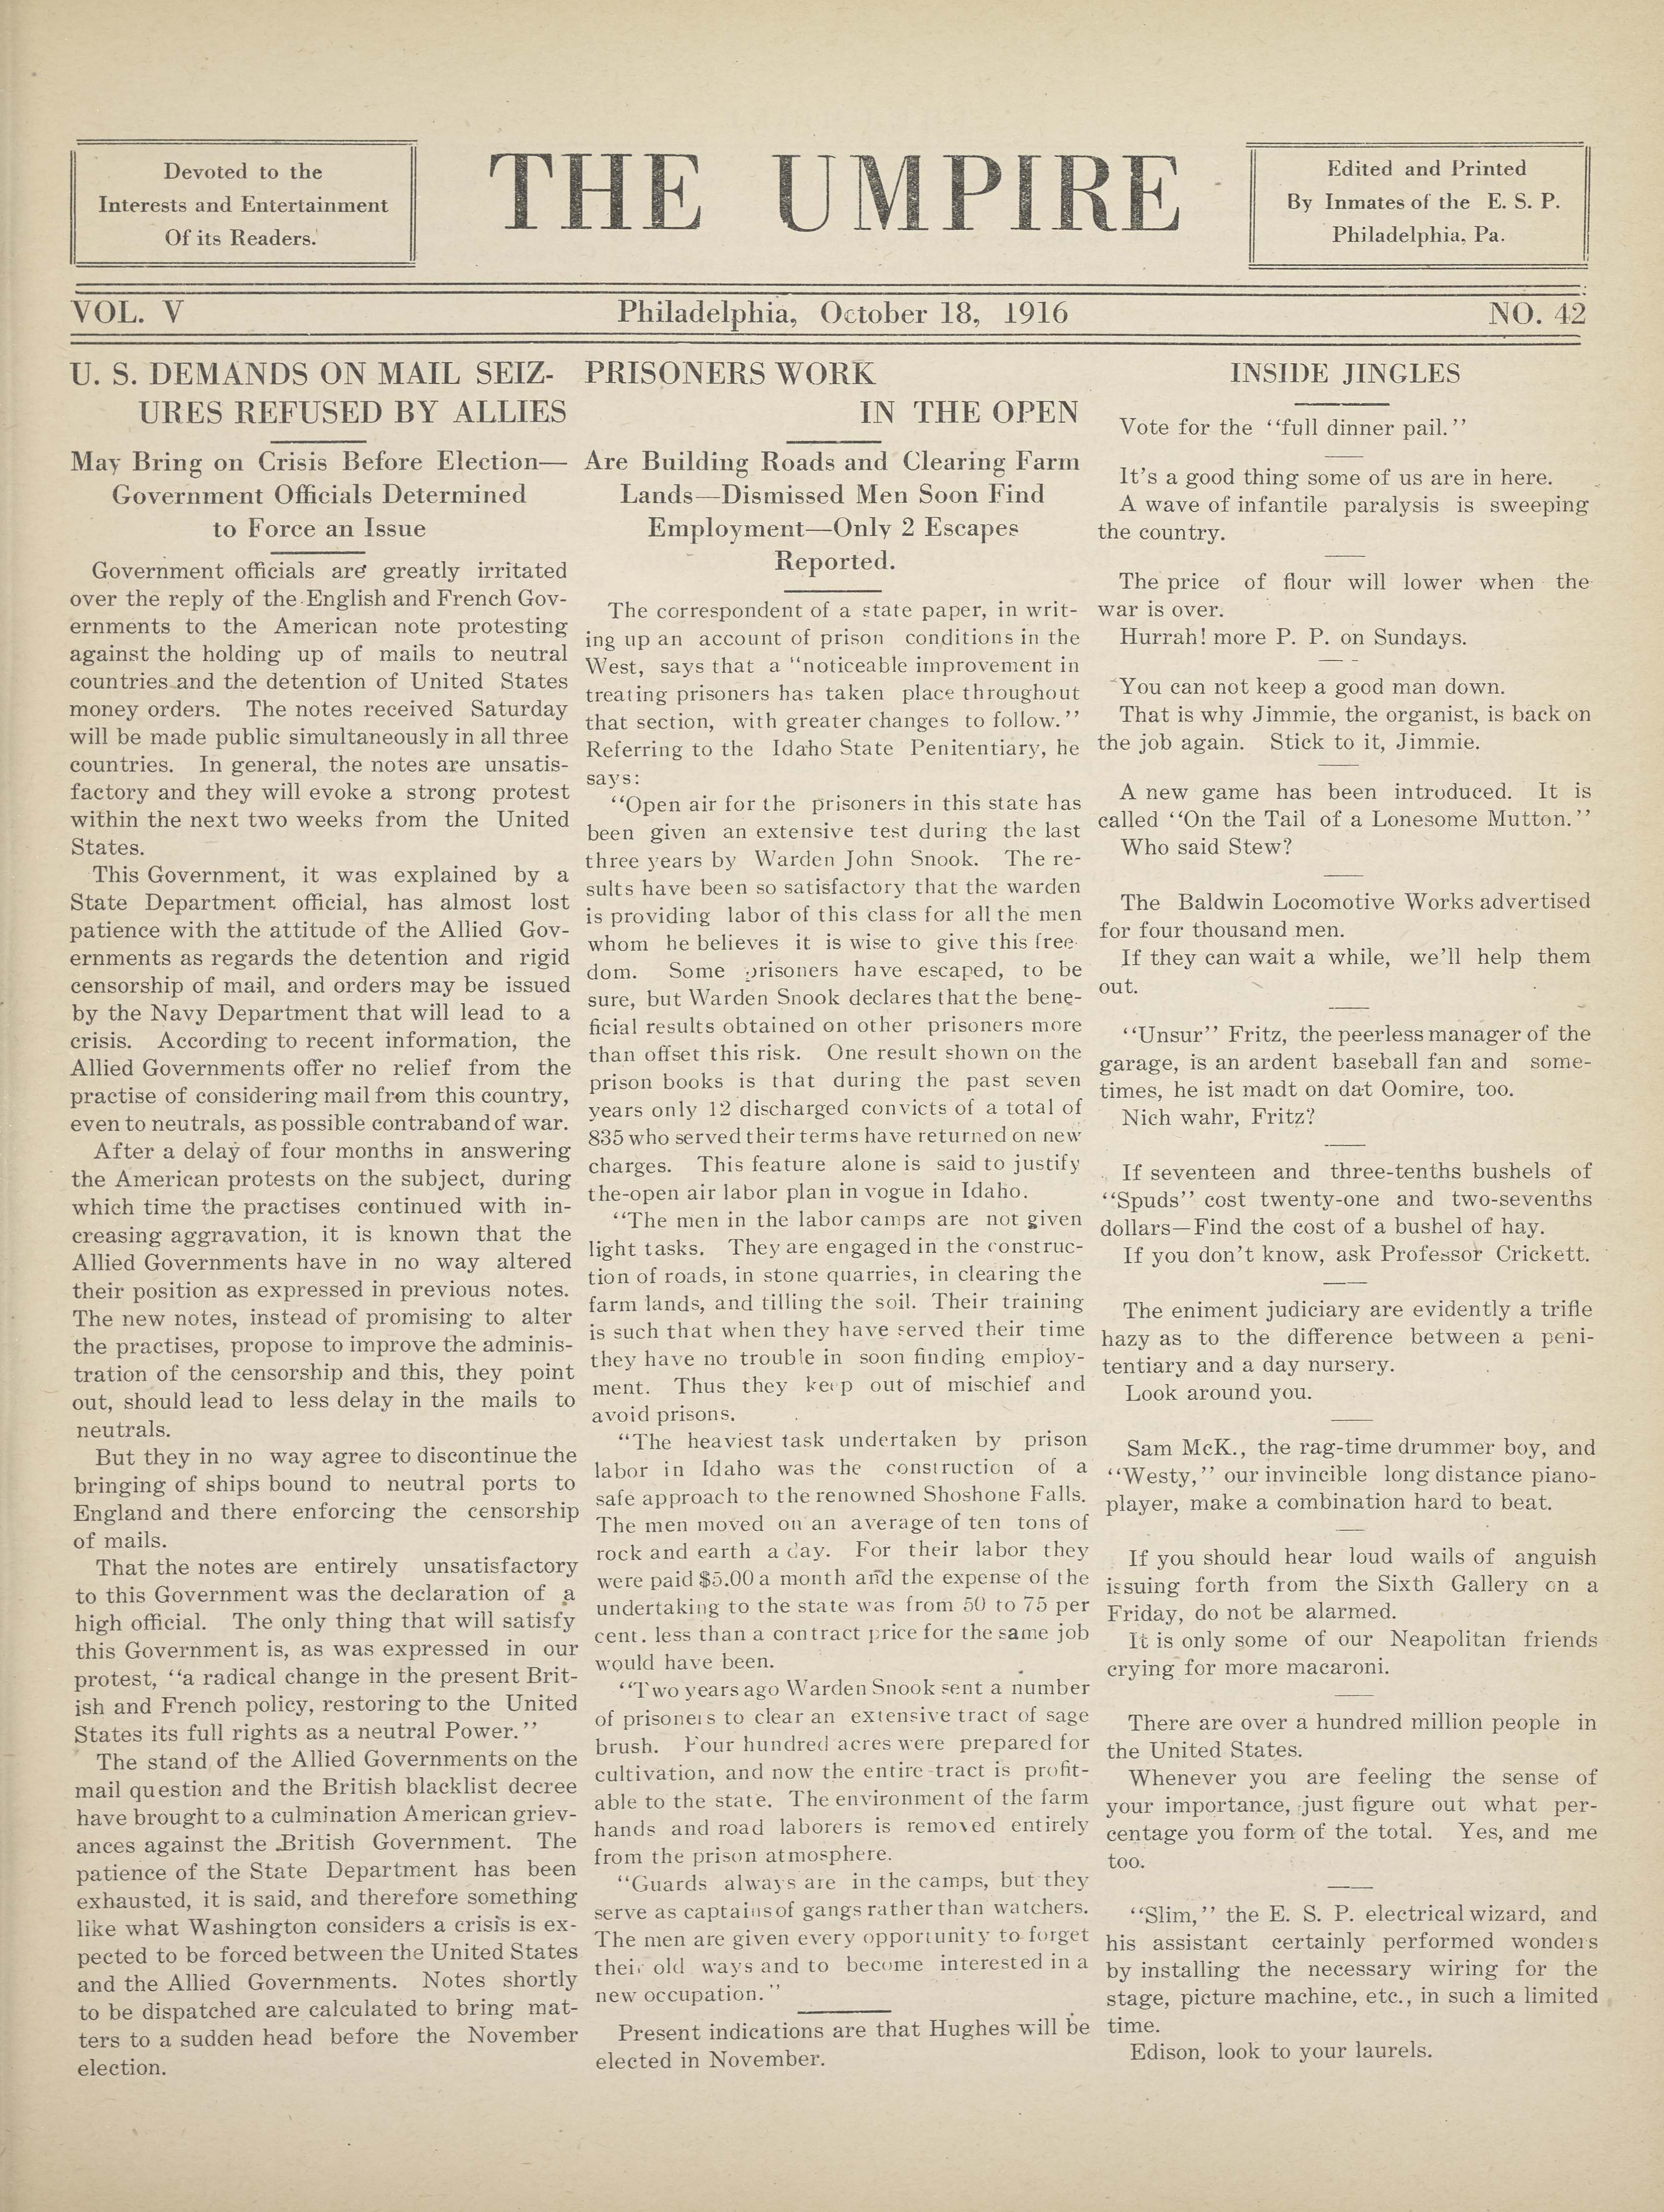 Devoted to the
Interests and Entertainment
Of its Readers.
THE UMPIRE
Edited and Printed
By Inmates of the E. S. P.
Philadelphia, Pa.
VOL. V
Philadelphia, October 18, 1916
NO. 42
U. S. DEMANDS ON MAIL SEIZ-
URES REFUSED BY ALLIES
May Bring on Crisis Before Election—
Government Officials Determined
to Force an Issue
Government officials are greatly irritated
over the reply of the English and French Gov-
ernments to the American note protesting
against the holding up of mails to neutral
countries and the detention of United States
money orders. The notes received Saturday
will be made public simultaneously in all three
countries. In general, the notes are unsatis-
factory and they will evoke a strong protest
within the next two weeks from the United
States.
This Government, it was explained by a
State Department official, has almost lost
patience with the attitude of the Allied Gov-
ernments as regards the detention and rigid
censorship of mail, and orders may be issued
by the Navy Department that will lead to a
crisis. According to recent information, the
Allied Governments offer no relief from the
practise of considering mail from this country,
even to neutrals, as possible contraband of war.
After a delay of four months in answering
the American protests on the subject, during
which time the practises continued with in-
creasing aggravation, it is known that the
Allied Governments have in no way altered
their position as expressed in previous notes.
The new notes, instead of promising to alter
the practises, propose to improve the adminis-
tration of the censorship and this, they point
out, should lead to less delay in the mails to
neutrals.
But they in no way agree to discontinue the
bringing of ships bound to neutral ports to
England and there enforcing the censorship
of mails.
That the notes are entirely unsatisfactory
to this Government was the declaration of a
high official. The only thing that will satisfy
this Government is, as was expressed in our
protest, "a radical change in the present Brit-
ish and French policy, restoring to the United
States its full rights as a neutral Power."
The stand of the Allied Governments on the
mail question and the British blacklist decree
have brought to a culmination American griev-
ances against the British Government. The
patience of the State Department has been
exhausted, it is said, and therefore something
like what Washington considers a crisis is ex-
pected to be forced between the United States
and the Allied Governments. Notes shortly
to be dispatched are calculated to bring mat-
ters to a sudden head before the November
election.
PRISONERS WORK
IN THE OPEN
Are Building Roads and Clearing Farm
Lands—Dismissed Men Soon Find
Employment—Only 2 Escapes
Reported.
The correspondent of a state paper, in writ-
ing up an account of prison conditions in the
West, says that a "noticeable improvement in
treating prisoners has taken place throughout
that section, with greater changes to follow."
Referring to the Idaho State Penitentiary, he
says:
"Open air for the prisoners in this state has
been given an extensive test during the last
three years by Warden John Snook. The re-
sults have been so satisfactory that the warden
is providing labor of this class for all the men
whom he believes it is wise to give this free-
dom. Some prisoners have escaped, to be
sure, but Warden Snook declares that the bene-
ficial results obtained on other prisoners more
than offset this risk. One result shown on the
prison books is that during the past seven
years only 12 discharged convicts of a total of
835 who served their terms have returned on new
charges. This feature alone is said to justify
the-open air labor plan in vogue in Idaho.
"The men in the labor camps are not given
light tasks. They are engaged in the construc-
tion of roads, in stone quarries, in clearing the
farm lands, and tilling the soil. Their training
is such that when they have served their time
they have no trouble in soon finding employ-
ment. Thus they keep out of mischief and
avoid prisons.
"The heaviest task undertaken by prison
labor in Idaho was the construction of a
safe approach to the renowned Shoshone Falls.
The men moved on an average of ten tons of
rock and earth a day. For their labor they
were paid $5.00 a month and the expense of the
undertaking to the state was from 50 to 75 per
cent. less than a contract price for the same job
would have been.
"Two years ago Warden Snook sent a number
of prisoners to clear an extensive tract of sage
brush. Four hundred acres were prepared for
cultivation, and now the entire tract is profit-
able to the state. The environment of the farm
hands and road laborers is removed entirely
from the prison atmosphere.
"Guards always are in the camps, but they
serve as captains of gangs rather than watchers.
The men are given every opportunity to forget
their old ways and to become interested in a
new occupation."
Present indications are that Hughes will be
elected in November.
INSIDE JINGLES
Vote for the "full dinner pail."
It's a good thing some of us are in here.
A wave of infantile paralysis is sweeping
the country.
The price of flour will lower when the
war is over.
Hurrah! more P. P. on Sundays.
You can not keep a good man down.
That is why Jimmie, the organist, is back on
the job again. Stick to it, Jimmie.
A new game has been introduced. It is
called "On the Tail of a Lonesome Mutton."
Who said Stew?
The Baldwin Locomotive Works advertised
for four thousand men.
If they can wait a while, we'll help them
out.
"Unsur" Fritz, the peerless manager of the
garage, is an ardent baseball fan and some-
times, he ist madt on dat Oomire, too.
Nich wahr, Fritz?
If seventeen and three-tenths bushels of
"Spuds" cost twenty-one and two-sevenths
dollars—Find the cost of a bushel of hay.
If you don't know, ask Professor Crickett.
The eniment judiciary are evidently a trifle
hazy as to the difference between a peni-
tentiary and a day nursery.
Look around you.
Sam McK., the rag-time drummer boy, and
"Westy," our invincible long distance piano-
player, make a combination hard to beat.
If you should hear loud wails of anguish
issuing forth from the Sixth Gallery on a
Friday, do not be alarmed.
It is only some of our Neapolitan friends
crying for more macaroni.
There are over a hundred million people in
the United States.
Whenever you are feeling the sense of
your importance, just figure out what per-
centage you form of the total. Yes, and me
too.
"Slim," the E. S. P. electrical wizard, and
his assistant certainly performed wonders
by installing the necessary wiring for the
stage, picture machine, etc., in such a limited
time.
Edison, look to your laurels.